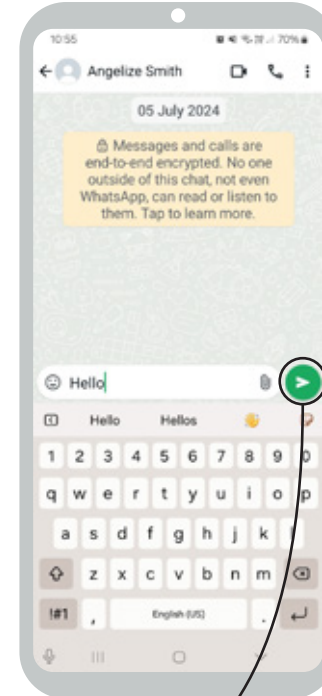 10:55 70%
Angelize Smith
05 July 2024
Messages and calls are
end-to-end encrypted. No one
outside of this chat, not even
WhatsApp, can read or listen to
them. Tap to learn more.
Hello
Hello Hellos
1 2 3 4 5 6 7 8 9 0
q w e r t y u i o p
a s d f g h j k l
z x c v b n m
!#1 , English (US) .